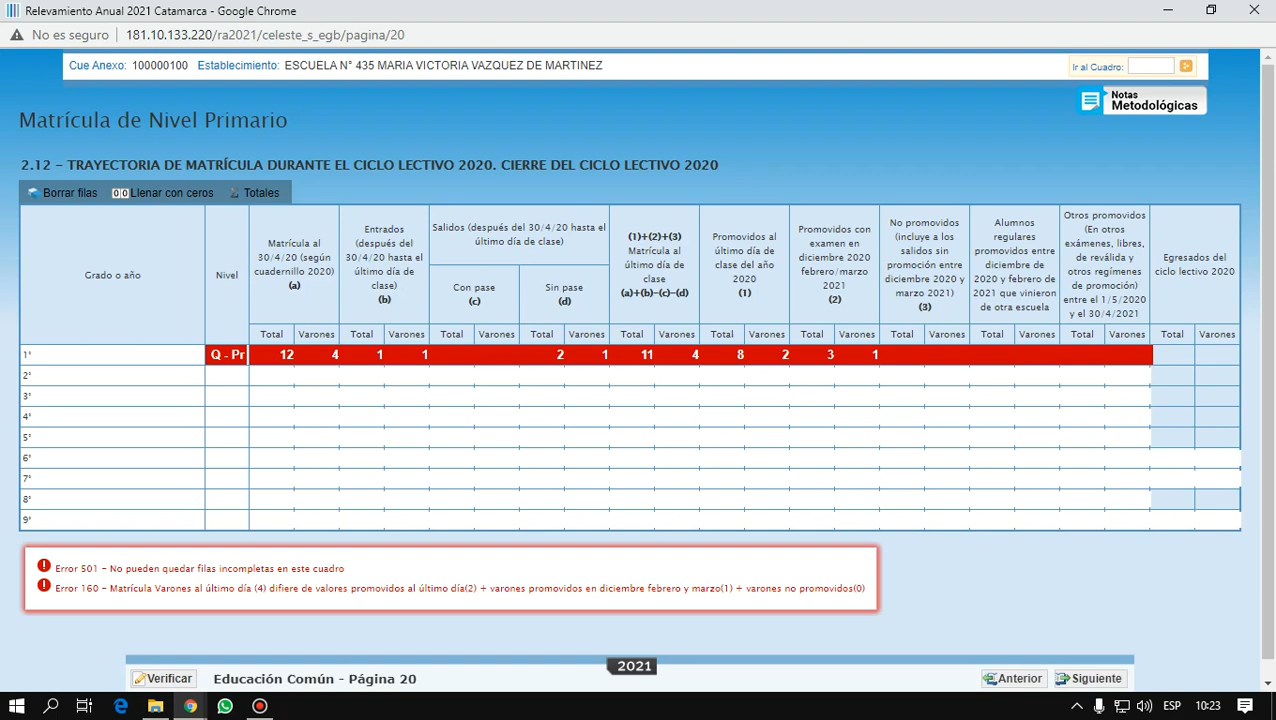 Relevamiento Anual 2021 Catamarca - Google Chrome
No es seguro 181.10.133.220/ra2021/celeste_s_egb/pagina/20
Cue Anexo: 100000100 Establecimiento: ESCUELA N° 435 MARIA VICTORIA VAZQUEZ DE MARTINEZ
Ir al Cuadro:
Notas
Metodológicas
Matrícula de Nivel Primario
2.12 - TRAYECTORIA DE MATRÍCULA DURANTE EL CICLO LECTIVO 2020. CIERRE DEL CICLO LECTIVO 2020
Borrar filas 00 Llenar con ceros Totales
Grado o año
Nivel
Matrícula al
30/4/20 (según
cuadernillo 2020)
(a)
Entrados
(después del
30/4/20 hasta el
último día de
clase)
(b)
Salidos (después del 30/4/20 hasta el
último día de clase)
Con pase
(c)
Sin pase
(d)
(1)+(2)+(3)
Matrícula al
último día de
clase
(a)+(b)-(c)-(d)
Promovidos al
último día de
clase del año
2020
(1)
Promovidos con
examen en
diciembre 2020
febrero/marzo
2021
(2)
No promovidos
(incluye a los
salidos sin
promoción entre
diciembre 2020 y
marzo 2021)
(3)
Alumnos
regulares
promovidos entre
diciembre de
2020 y febrero de
2021 que vinieron
de otra escuela
Otros promovidos
(En otros
exámenes, libres,
de reválida y
otros regímenes
de promoción)
entre el 1/5/2020
y el 30/4/2021
Egresados del
ciclo lectivo 2020
Total Varones Total Varones Total Varones Total Varones Total Varones Total Varones Total Varones Total Varones Total Varones Total Varones Total Varones
1° Q - Pr 12 4 1 1 2 1 11 4 8 2 3 1
2°
3°
4°
5°
6°
7°
8°
9°
Error 501 - No pueden quedar filas incompletas en este cuadro
Error 160 - Matrícula Varones al último día (4) difiere de valores promovidos al último día(2) + varones promovidos en diciembre febrero y marzo(1) + varones no promovidos(0)
2021
Verificar Educación Común - Página 20 Anterior Siguiente
ESP 10:23